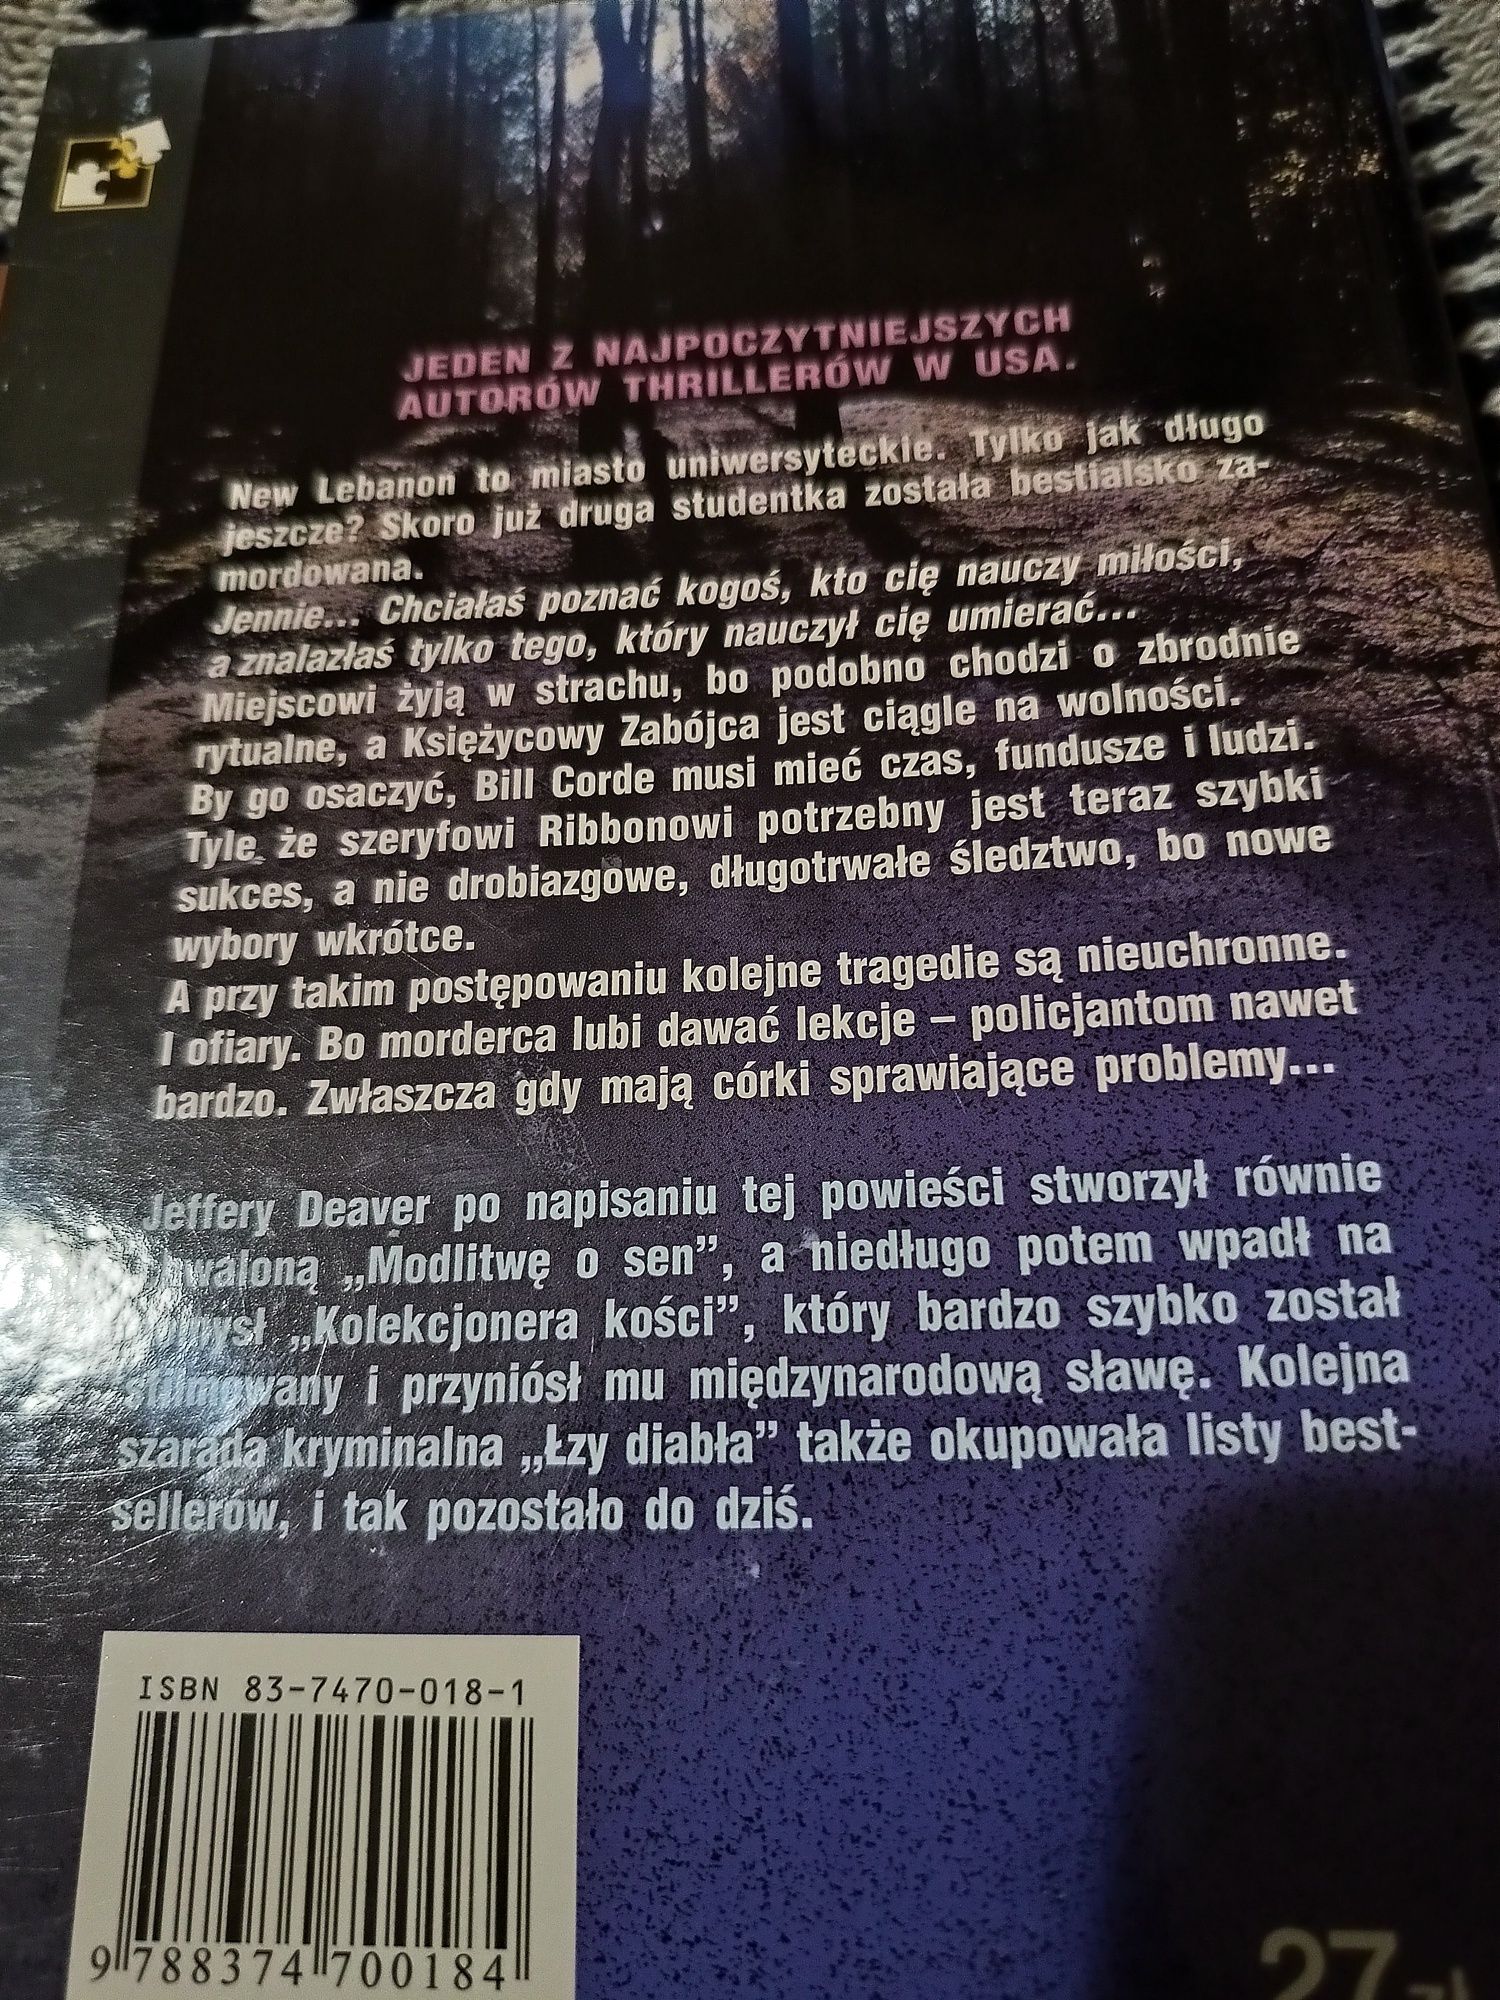 JEDEN Z NAJPOCZYTNIEJSZYCH
AUTORÓW THRILLERÓW W USA.
New Lebanon to miasto uniwersyteckie. Tylko jak długo
jeszcze? Skoro już druga studentka została bestialsko za-
mordowana.
Jennie... Chciałaś poznać kogoś, kto cię nauczy miłości,
a znalazłaś tylko tego, który nauczył cię umierać...
Miejscowi żyją w strachu, bo podobno chodzi o zbrodnie
rytualne, a Księżycowy Zabójca jest ciągle na wolności.
By go osaczyć, Bill Corde musi mieć czas, fundusze i ludzi.
Tyle że szeryfowi Ribbonowi potrzebny jest teraz szybki
sukces, a nie drobiazgowe, długotrwałe śledztwo, bo nowe
wybory wkrótce.
A przy takim postępowaniu kolejne tragedie są nieuchronne.
I ofiary. Bo morderca lubi dawać lekcje – policjantom nawet
bardzo. Zwłaszcza gdy mają córki sprawiające problemy...
Jeffery Deaver po napisaniu tej powieści stworzył równie
chwaloną „Modlitwę o sen”, a niedługo potem wpadł na
pomysł „Kolekcjonera kości”, który bardzo szybko został
sfilmowany i przyniósł mu międzynarodową sławę. Kolejna
szarada kryminalna „Łzy diabła” także okupowała listy best-
sellerów, i tak pozostało do dziś.
ISBN 83-7470-018-1
9 788374 700184
27 zł